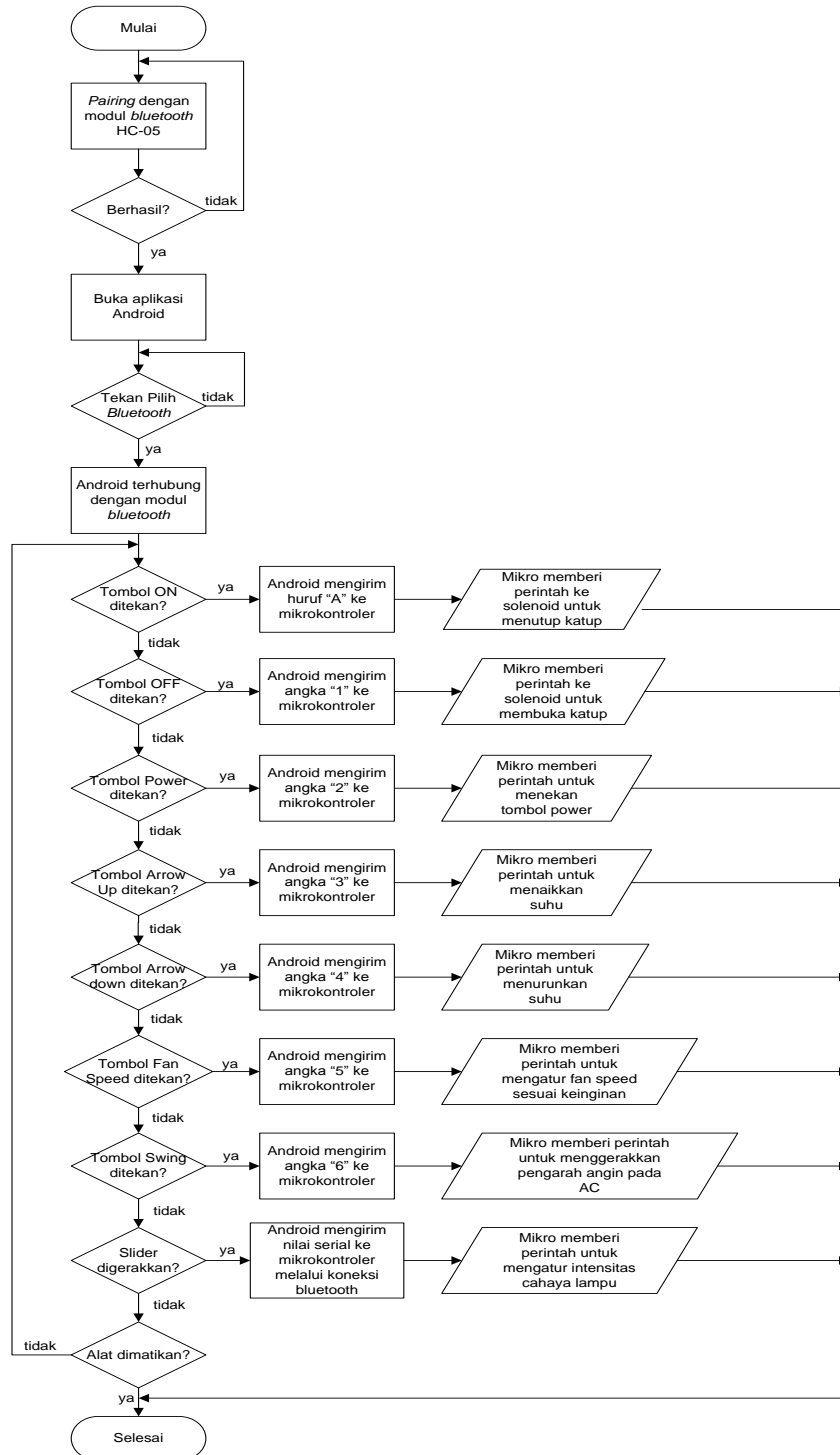 Mulai
Pairing dengan
modul bluetooth
HC-05
Berhasil?
tidak
ya
Buka aplikasi
Android
Tekan Pilih
Bluetooth
tidak
ya
Android terhubung
dengan modul
bluetooth
Tombol ON
ditekan?
ya
Android mengirim
huruf “A” ke
mikrokontroler
Mikro memberi
perintah ke
solenoid untuk
menutup katup
tidak
Tombol OFF
ditekan?
ya
Android mengirim
angka “1” ke
mikrokontroler
Mikro memberi
perintah ke
solenoid untuk
membuka katup
tidak
Tombol Power
ditekan?
ya
Android mengirim
angka “2” ke
mikrokontroler
Mikro memberi
perintah untuk
menekan
tombol power
tidak
Tombol Arrow
Up ditekan?
ya
Android mengirim
angka “3” ke
mikrokontroler
Mikro memberi
perintah untuk
menaikkan
suhu
tidak
Tombol Arrow
down ditekan?
ya
Android mengirim
angka “4” ke
mikrokontroler
Mikro memberi
perintah untuk
menurunkan
suhu
tidak
Tombol Fan
Speed ditekan?
ya
Android mengirim
angka “5” ke
mikrokontroler
Mikro memberi
perintah untuk
mengatur fan speed
sesuai keinginan
tidak
Tombol Swing
ditekan?
ya
Android mengirim
angka “6” ke
mikrokontroler
Mikro memberi perintah
untuk menggerakkan
pengarah angin pada
AC
tidak
Slider
digerakkan?
ya
Android mengirim
nilai serial ke
mikrokontroler
melalui koneksi
bluetooth
Mikro memberi
perintah untuk
mengatur intensitas
cahaya lampu
tidak
Alat dimatikan?
tidak
ya
Selesai